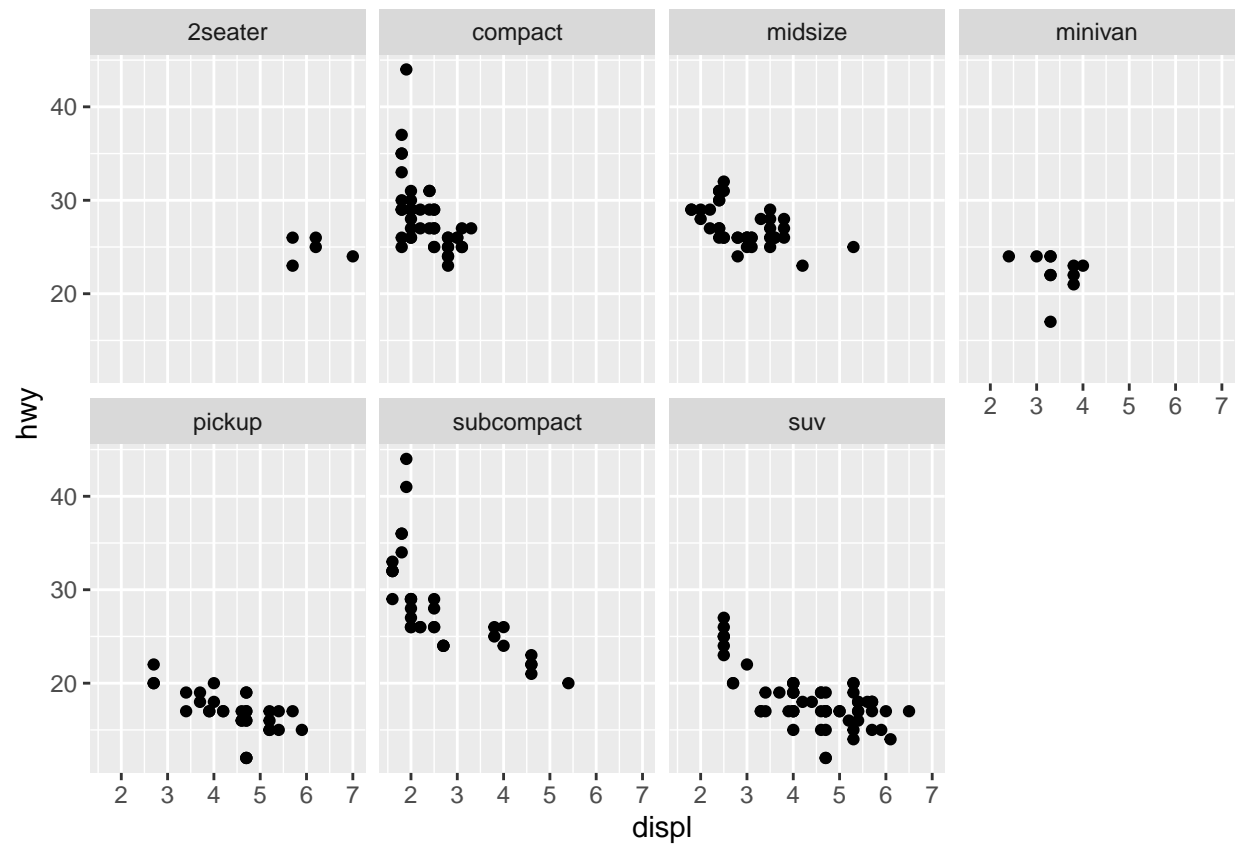 2seater compact midsize minivan
40
30
20
2 3 4 5 6 7
hwy
pickup subcompact suv
40
30
20
2 3 4 5 6 7 2 3 4 5 6 7 2 3 4 5 6 7
displ